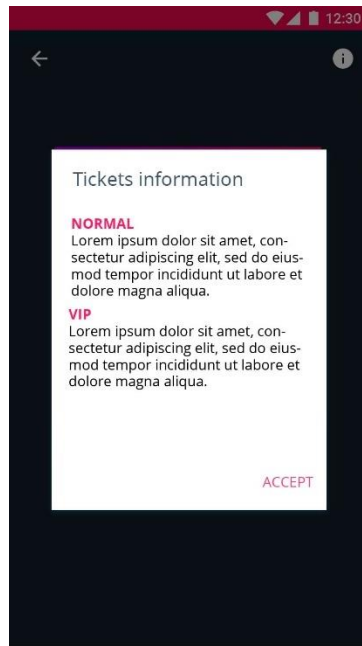 12:30
Tickets information
NORMAL
Lorem ipsum dolor sit amet, con-
sectetur adipiscing elit, sed do eius-
mod tempor incididunt ut labore et
dolore magna aliqua.
VIP
Lorem ipsum dolor sit amet, con-
sectetur adipiscing elit, sed do eius-
mod tempor incididunt ut labore et
dolore magna aliqua.
ACCEPT